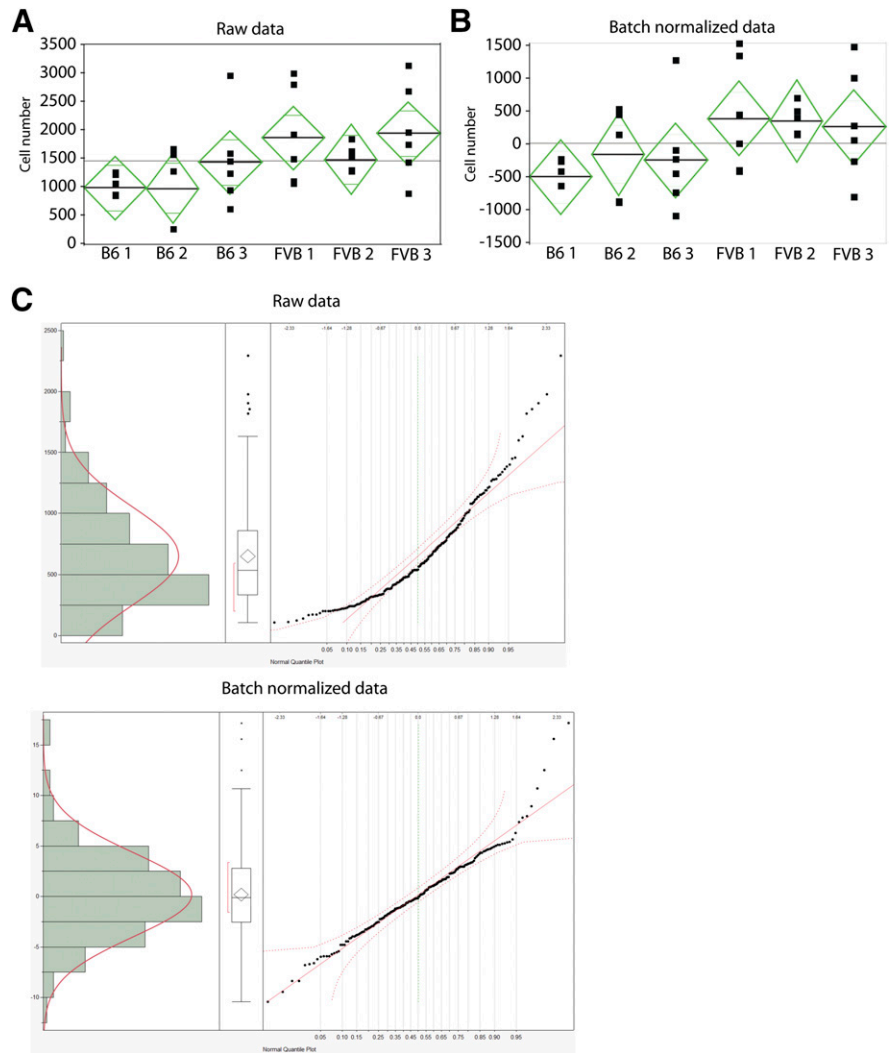 A
Raw data
Cell number
3500
3000
2500
2000
1500
1000
500
0
B6 1 B6 2 B6 3 FVB 1 FVB 2 FVB 3
B
Batch normalized data
Cell number
1500
1000
500
0
-500
-1000
-1500
B6 1 B6 2 B6 3 FVB 1 FVB 2 FVB 3
C
Raw data
2500
2000
1500
1000
500
0
-2.33 -1.64 -1.28 -0.67 0.0 0.67 1.28 1.64 2.33
0.05 0.10 0.15 0.20 0.25 0.35 0.45 0.55 0.65 0.75 0.85 0.90 0.95
Normal Quantile Plot
Batch normalized data
15
10
5
0
-5
-10
-2.33 -1.64 -1.28 -0.67 0.0 0.67 1.28 1.64 2.33
0.05 0.10 0.15 0.20 0.25 0.35 0.45 0.55 0.65 0.75 0.85 0.90 0.95
Normal Quantile Plot